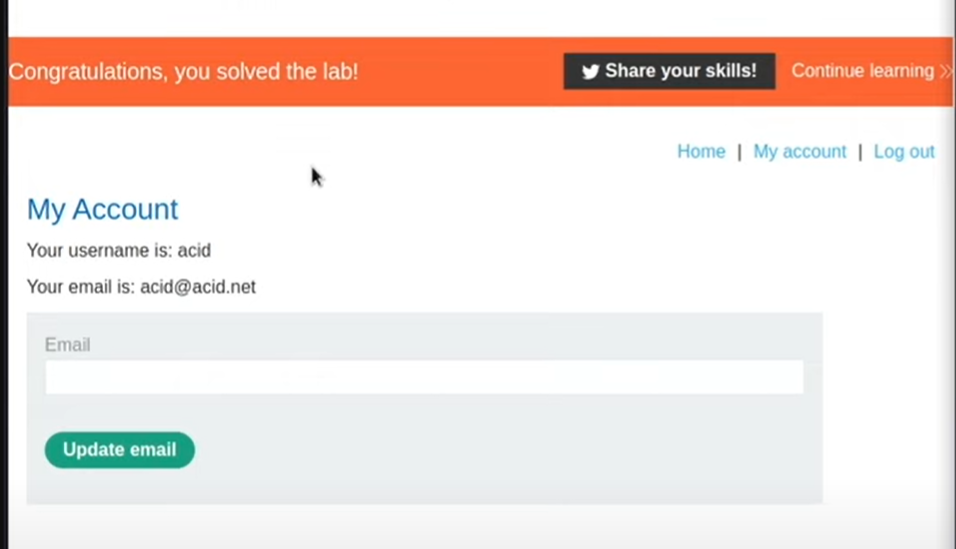 Congratulations, you solved the lab!
Share your skills!
Continue learning
Home | My account | Log out
My Account
Your username is: acid
Your email is: acid@acid.net
Email
Update email